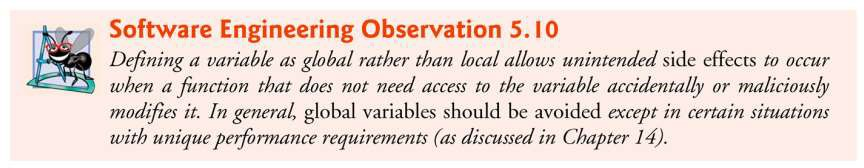 Software Engineering Observation 5.10
Defining a variable as global rather than local allows unintended side effects to occur
when a function that does not need access to the variable accidentally or maliciously
modifies it. In general, global variables should be avoided except in certain situations
with unique performance requirements (as discussed in Chapter 14).